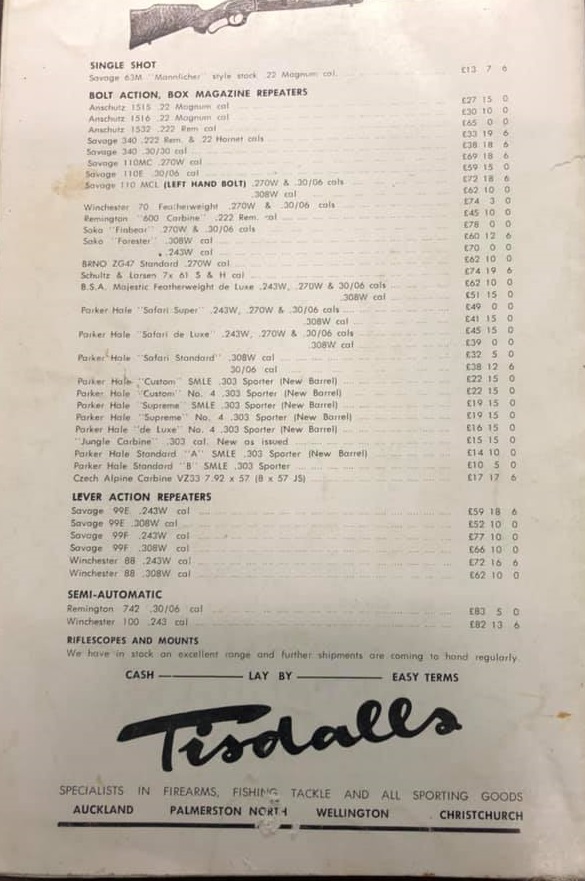 SINGLE SHOT
Savage 63M "Mannlicher" style stock .22 Magnum cal. £13 7 6
BOLT ACTION, BOX MAGAZINE REPEATERS
Anschutz 1515 .22 Magnum cal £27 15 0
Anschutz 1516 .22 Magnum cal £30 10 0
Anschutz 1532 .222 Rem cal £65 0 0
Savage 340 .222 Rem. & .22 Hornet cals £33 19 6
Savage 340 .30/30 cal £38 18 6
Savage 110MC .270W cal £69 18 6
Savage 110E .30/06 cal £59 15 0
Savage 110 MCL (LEFT HAND BOLT) .270W & .30/06 cals £72 18 6
.308W cal £62 10 0
Winchester 70 Featherweight .270W & .30/06 cals £74 3 0
Remington "600 Carbine" .222 Rem. cal £45 10 0
Sako "Finbear" .270W & .30/06 cals £78 0 0
Sako "Forester" .308W cal £60 12 6
.243W cal £70 0 0
BRNO ZG47 Standard .270W cal £62 10 0
Schultz & Larsen 7x 61 S & H cal £74 19 6
B.S.A. Majestic Featherweight de Luxe .243W, .270W & 30/06 cals £62 10 0
.308W cal £51 15 0
Parker Hale "Safari Super" .243W, .270W & 30/06 cals £49 0 0
.308W cal £41 15 0
Parker Hale "Safari de Luxe" .243W, .270W & 30/06 cals £45 15 0
.308W cal £39 0 0
Parker Hale "Safari Standard" .308W cal £32 5 0
30/06 cal £38 12 6
Parker Hale "Custom" SMLE .303 Sporter (New Barrel) £22 15 0
Parker Hale "Custom" No. 4 .303 Sporter (New Barrel) £22 15 0
Parker Hale "Supreme" SMLE .303 Sporter (New Barrel) £19 15 0
Parker Hale "Supreme" No. 4 .303 Sporter (New Barrel) £19 15 0
Parker Hale "de Luxe" No. 4 .303 Sporter (New Barrel) £16 15 0
"Jungle Carbine" .303 cal. New as issued £15 15 0
Parker Hale Standard "A" SMLE .303 Sporter (New Barrel) £14 10 0
Parker Hale Standard "B" SMLE .303 Sporter £10 5 0
Czech Alpine Carbine VZ33 7.92 x 57 (8 x 57 JS) £17 17 6
LEVER ACTION REPEATERS
Savage 99E .243W cal £59 18 6
Savage 99E .308W cal £52 10 0
Savage 99F .243W cal £77 10 0
Savage 99F .308W cal £66 10 0
Winchester 88 .243W cal £72 16 6
Winchester 88 .308W cal £62 10 0
SEMI-AUTOMATIC
Remington 742 .30/06 cal £83 5 0
Winchester 100 .243 cal £82 13 6
RIFLESCOPES AND MOUNTS
We have in stock an excellent range and further shipments are coming to hand regularly.
CASH — LAY BY — EASY TERMS
Tisdalls
SPECIALISTS IN FIREARMS, FISHING TACKLE AND ALL SPORTING GOODS
AUCKLAND PALMERSTON NORTH WELLINGTON CHRISTCHURCH